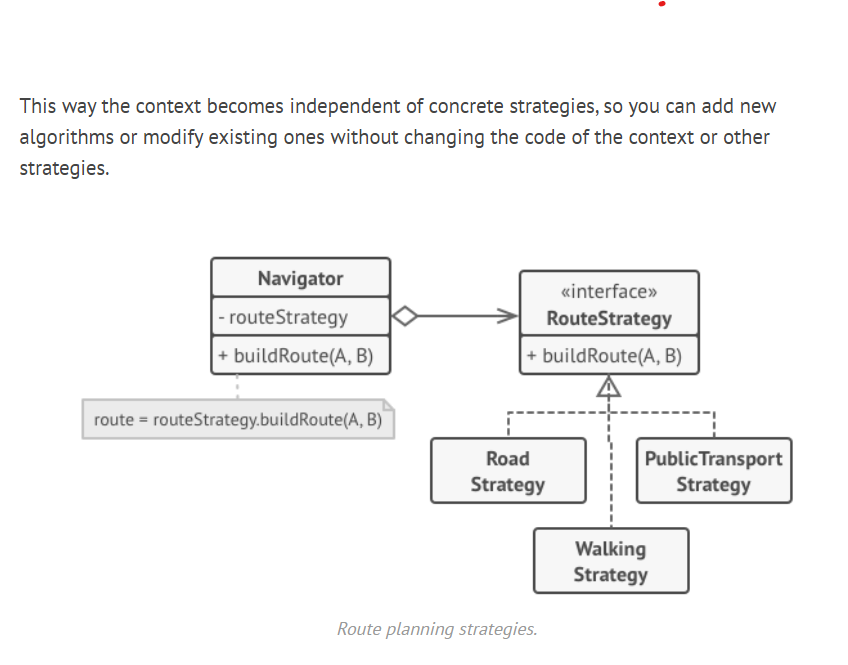 This way the context becomes independent of concrete strategies, so you can add new
algorithms or modify existing ones without changing the code of the context or other
strategies.
Navigator
- routeStrategy
+ buildRoute(A, B)
route = routeStrategy.buildRoute(A, B)
«interface»
RouteStrategy
+ buildRoute(A, B)
Road
Strategy
PublicTransport
Strategy
Walking
Strategy
Route planning strategies.